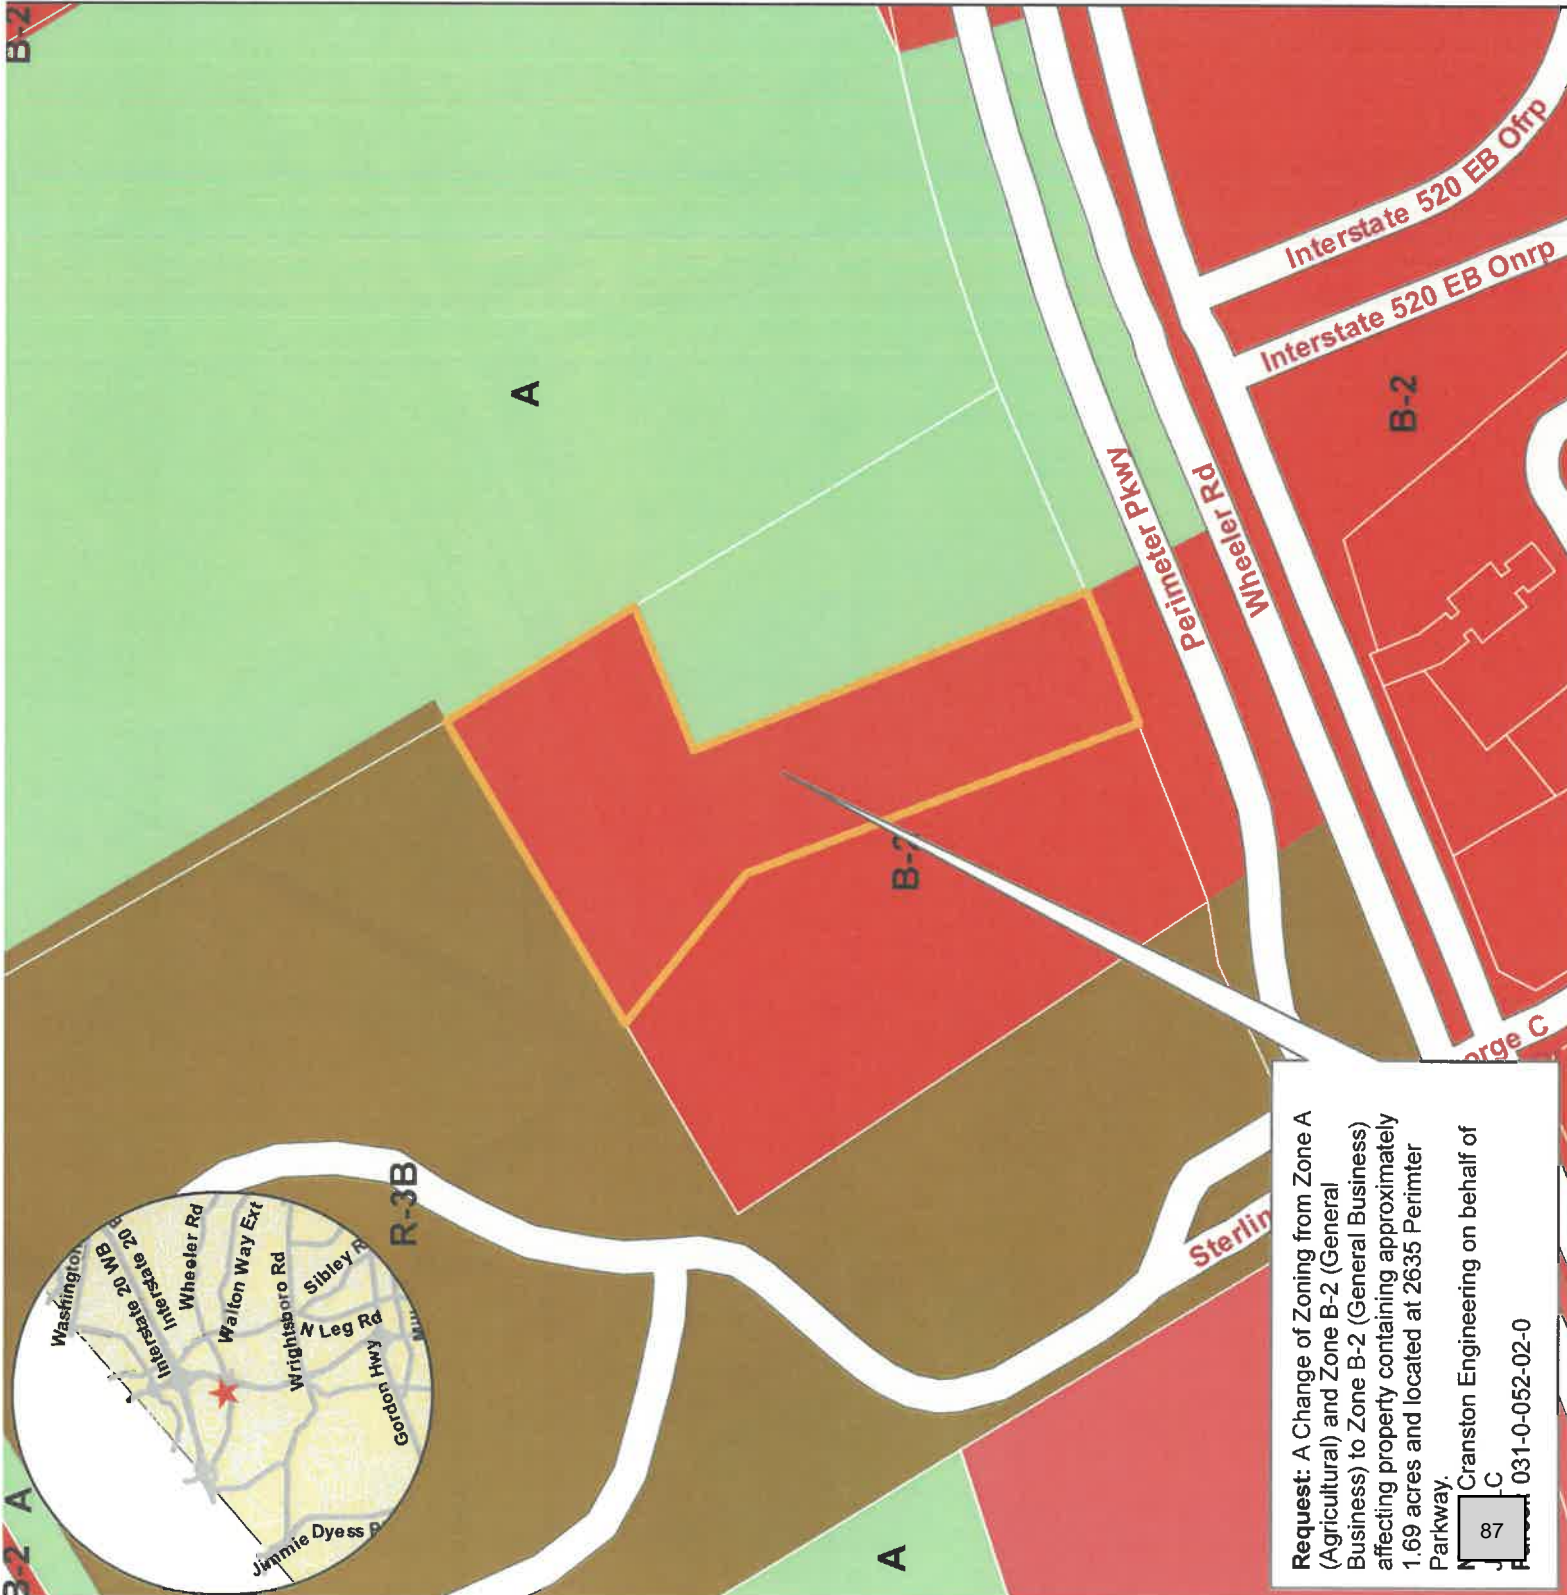 B-2
A
B-2
A
R-3B
B-2
B-2
A
Perimeter Pkwy
Wheeler Rd
Interstate 520 EB Ofrp
Interstate 520 EB Onrp
orge C
Sterlin
Washington
Interstate 20 WB
Interstate 20 E
Wheeler Rd
Walton Way Ext
Wrightsboro Rd
Sibley R
N Leg Rd
Gordon Hwy
Jimmie Dyess P
Request: A Change of Zoning from Zone A
(Agricultural) and Zone B-2 (General
Business) to Zone B-2 (General Business)
affecting property containing approximately
1.69 acres and located at 2635 Perimter
Parkway.
Cranston Engineering on behalf of
C
031-0-052-02-0
87